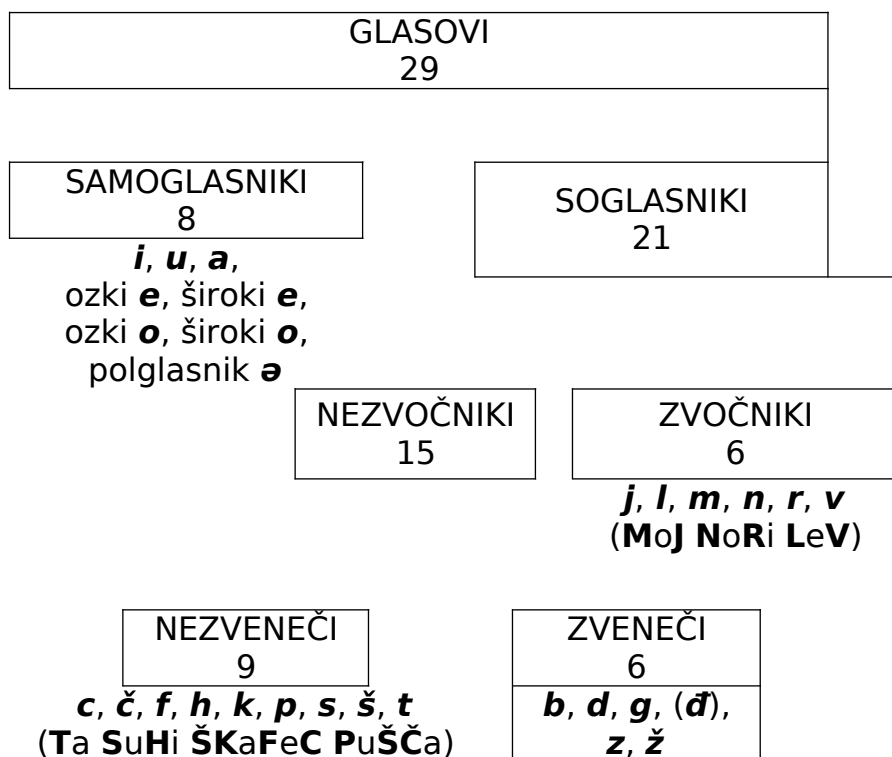 GLASOVI
29
SAMOGLASNIKI
8
i, u, a,
ozki e, široki e,
ozki o, široki o,
polglasnik ə
SOGLASNIKI
21
NEZVOČNIKI
15
ZVOČNIKI
6
j, l, m, n, r, v
(MoJ NoRi LeV)
NEZVENEČI
9
c, č, f, h, k, p, s, š, t
(Ta SuHi ŠKaFeC PuŠČa)
ZVENEČI
6
b, d, g, (đ),
z, ž